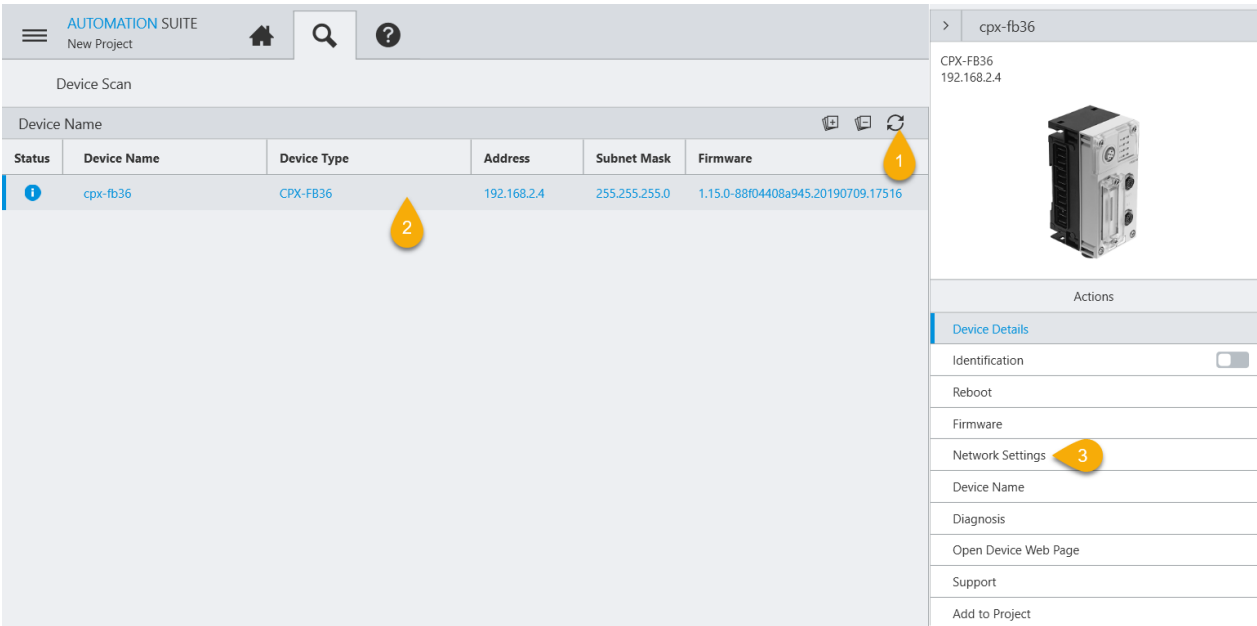 AUTOMATION SUITE
New Project
?
Device Scan
Device Name
Status Device Name Device Type Address Subnet Mask Firmware
1
i cpx-fb36 CPX-FB36 192.168.2.4 255.255.255.0 1.15.0-88f04408a945.20190709.17516
2
> cpx-fb36
CPX-FB36
192.168.2.4
Actions
Device Details
Identification
Reboot
Firmware
Network Settings 3
Device Name
Diagnosis
Open Device Web Page
Support
Add to Project